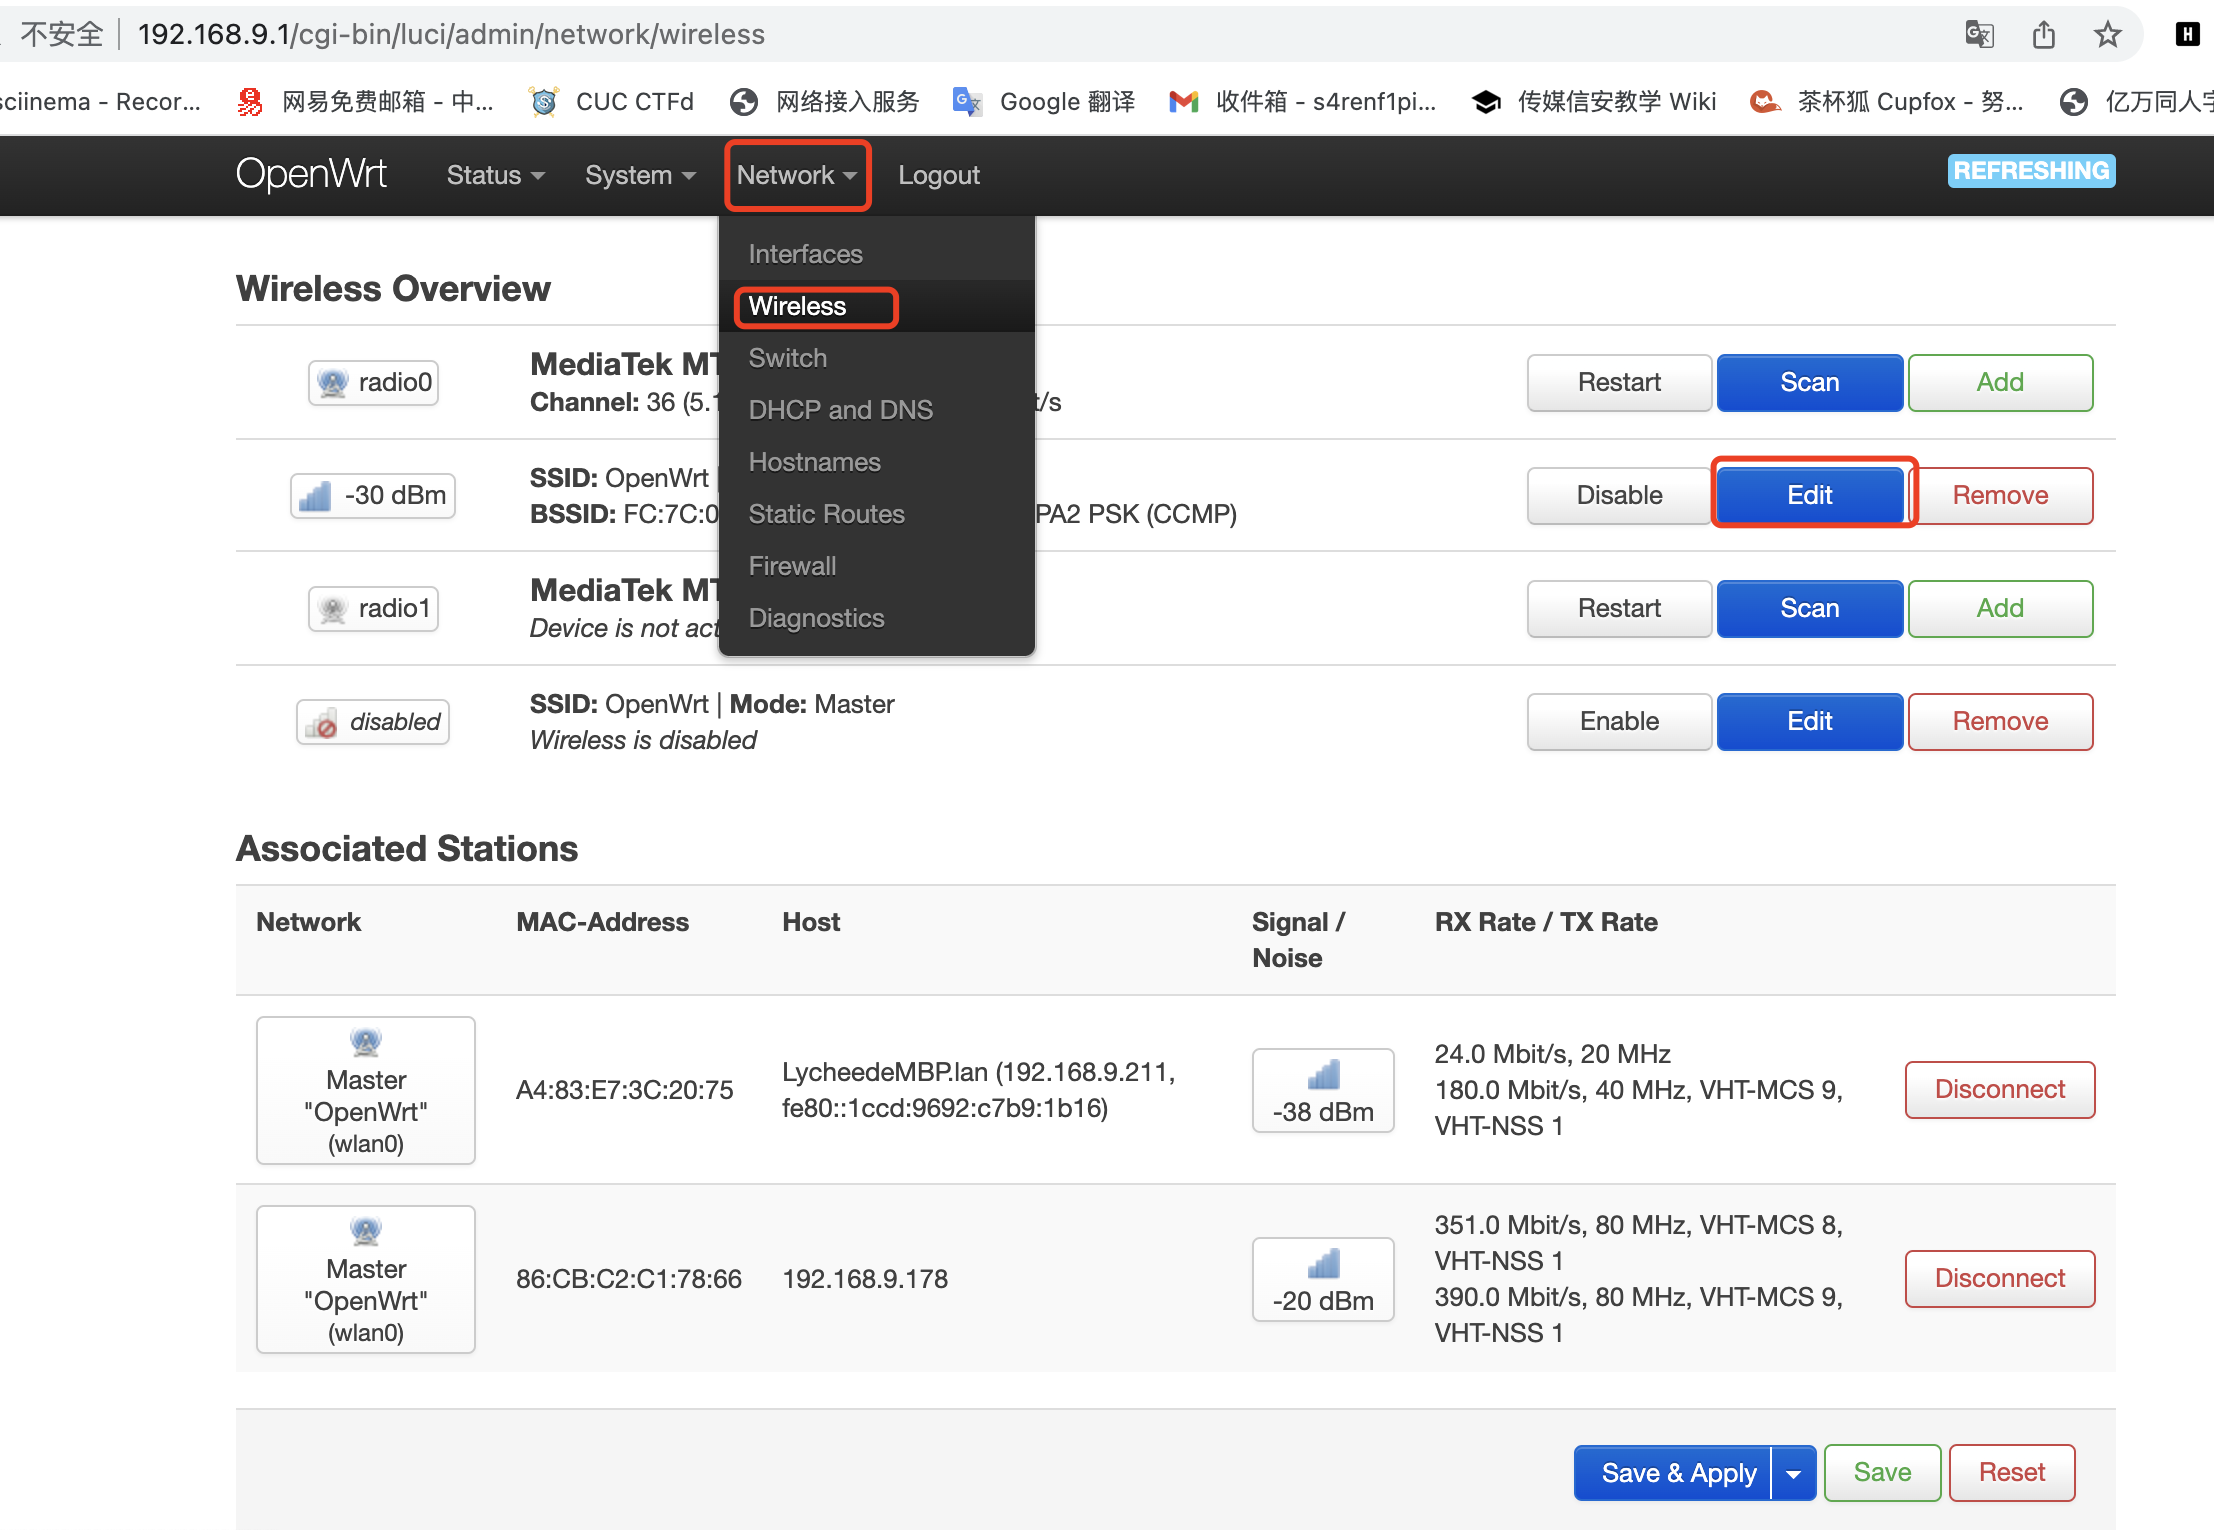 不安全 | 192.168.9.1/cgi-bin/luci/admin/network/wireless
sciinema - Recor... 网易免费邮箱 - 中... CUC CTFd 网络接入服务 Google 翻译 收件箱 - s4renf1pi... 传媒信安教学 Wiki 茶杯狐 Cupfox - 努... 亿万同人字
OpenWrt Status System Network Logout REFRESHING
Interfaces
Wireless
Switch
DHCP and DNS
Hostnames
Static Routes
Firewall
Diagnostics
Wireless Overview
radio0 MediaTek MT Restart Scan Add
Channel: 36 (5.1 t/s
-30 dBm SSID: OpenWrt | Disable Edit Remove
BSSID: FC:7C:0 PA2 PSK (CCMP)
radio1 MediaTek MT Restart Scan Add
Device is not act
disabled SSID: OpenWrt | Mode: Master Enable Edit Remove
Wireless is disabled
Associated Stations
Network MAC-Address Host Signal / Noise RX Rate / TX Rate
Master "OpenWrt" (wlan0) A4:83:E7:3C:20:75 LycheedeMBP.lan (192.168.9.211, fe80::1ccd:9692:c7b9:1b16) -38 dBm 24.0 Mbit/s, 20 MHz
180.0 Mbit/s, 40 MHz, VHT-MCS 9, VHT-NSS 1 Disconnect
Master "OpenWrt" (wlan0) 86:CB:C2:C1:78:66 192.168.9.178 -20 dBm 351.0 Mbit/s, 80 MHz, VHT-MCS 8, VHT-NSS 1
390.0 Mbit/s, 80 MHz, VHT-MCS 9, VHT-NSS 1 Disconnect
Save & Apply Save Reset